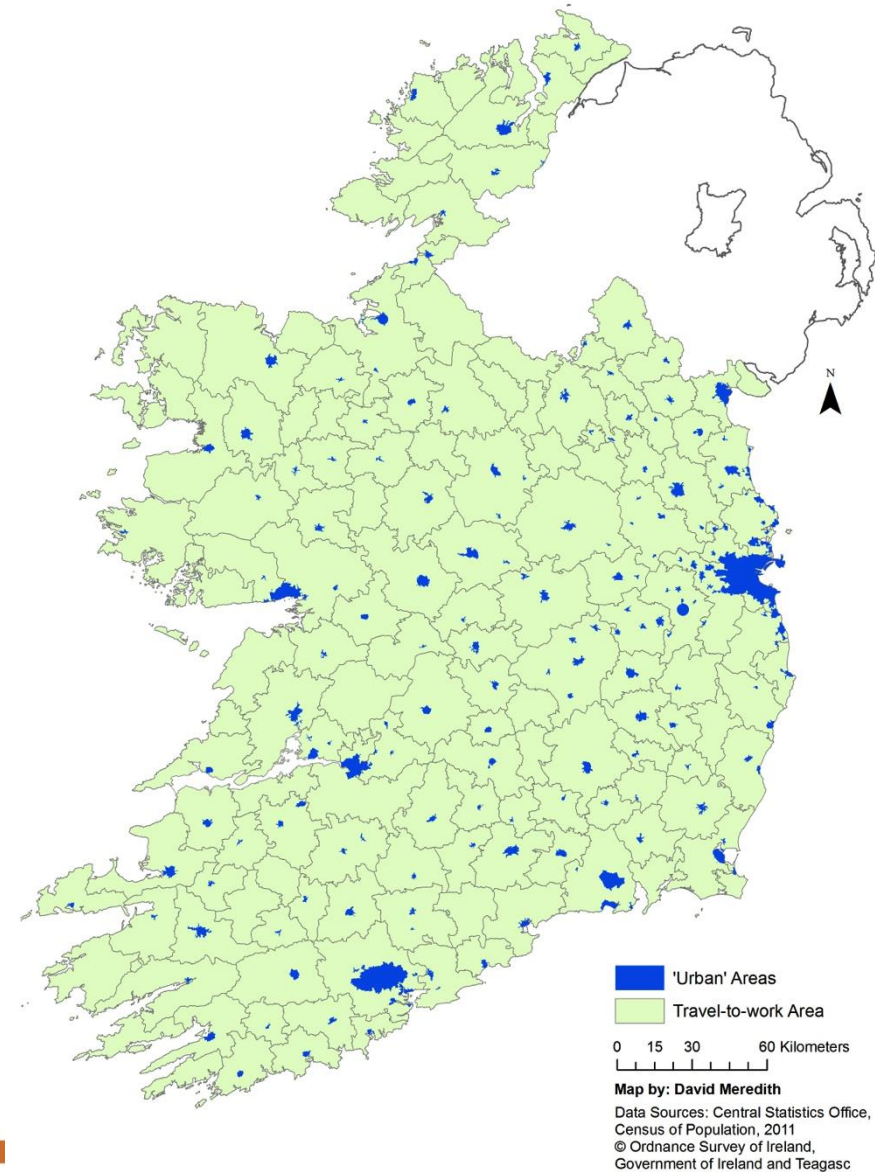 N
'Urban' Areas
Travel-to-work Area
0 15 30 60 Kilometers
Map by: David Meredith
Data Sources: Central Statistics Office,
Census of Population, 2011
© Ordnance Survey of Ireland,
Government of Ireland and Teagasc